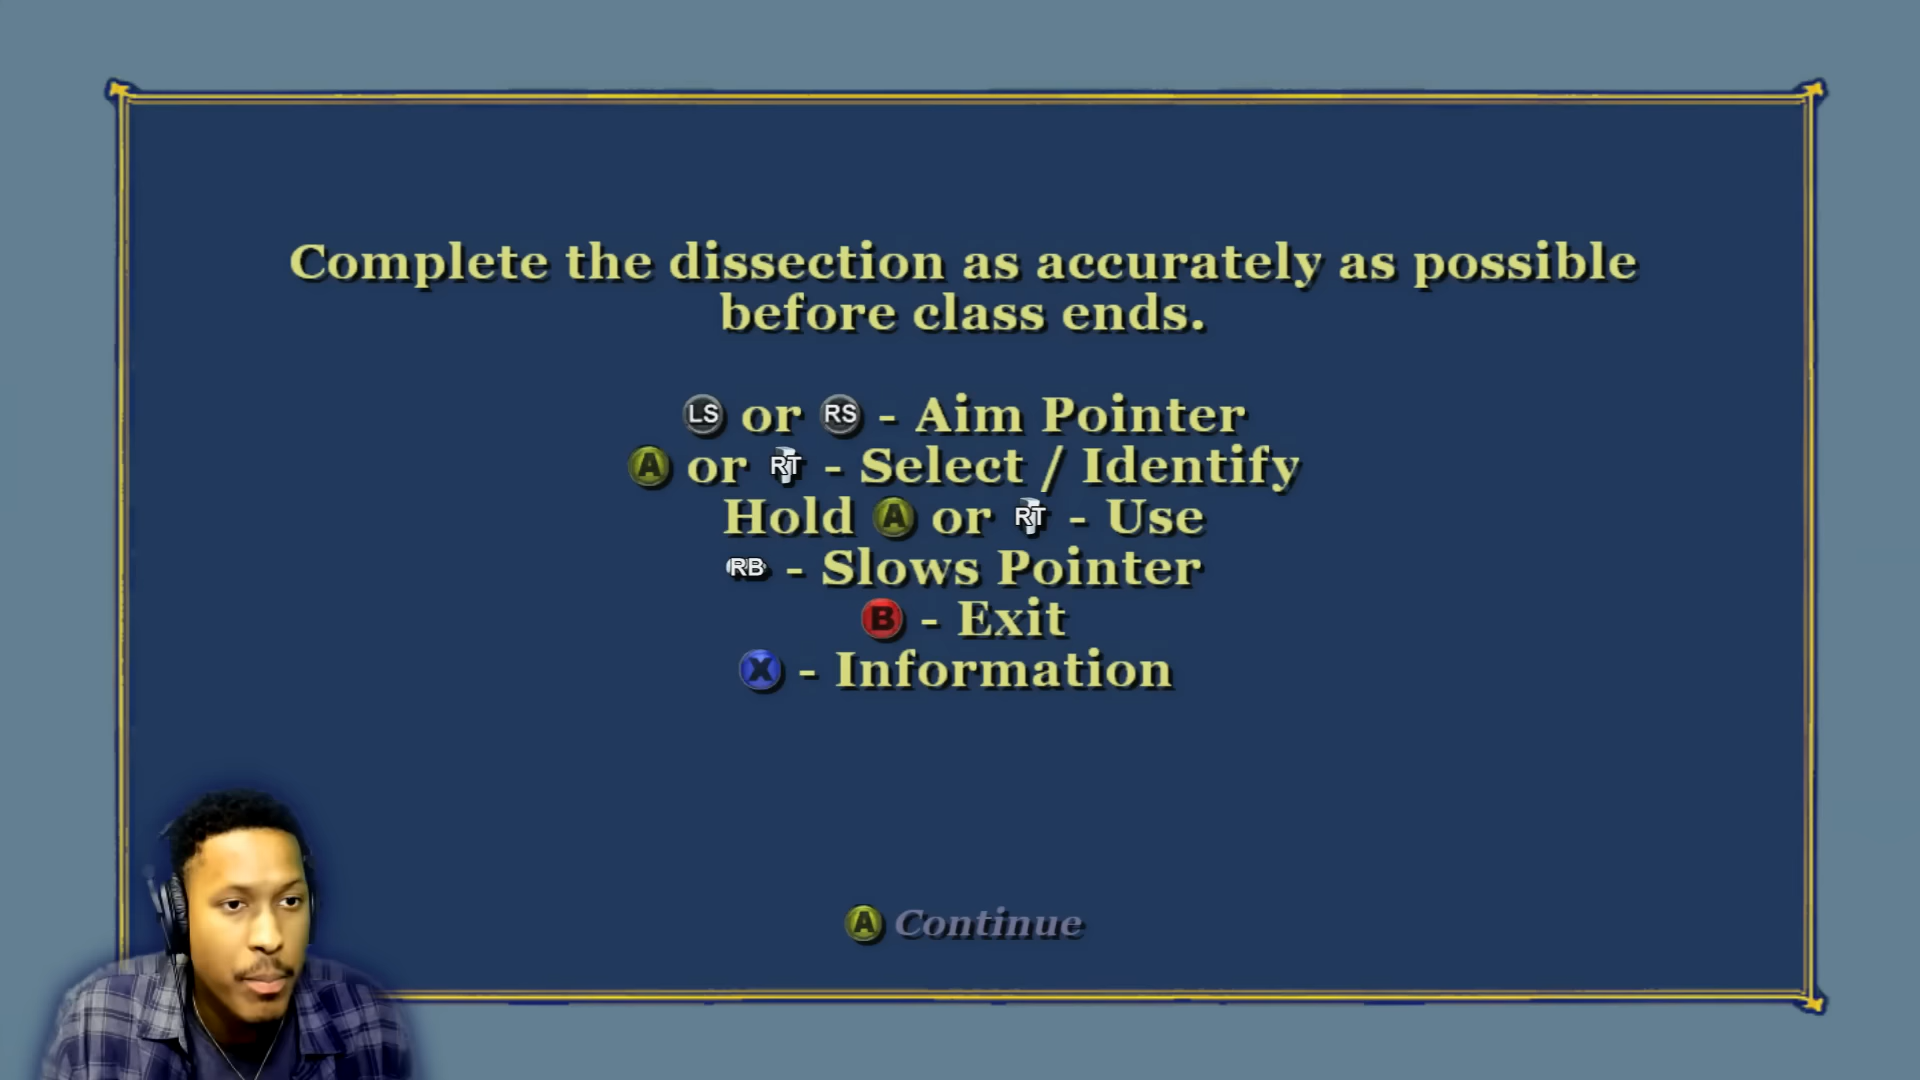 Complete the dissection as accurately as possible
before class ends.
LS or RS - Aim Pointer
A or RT - Select / Identify
Hold A or RT - Use
RB - Slows Pointer
B - Exit
X - Information
A Continue